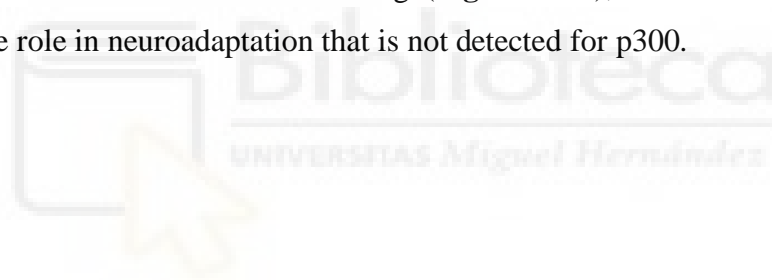 e role in neuroadaptation that is not detected for p300.
Biblioteca
UNIVERSITAS Miguel Hernández